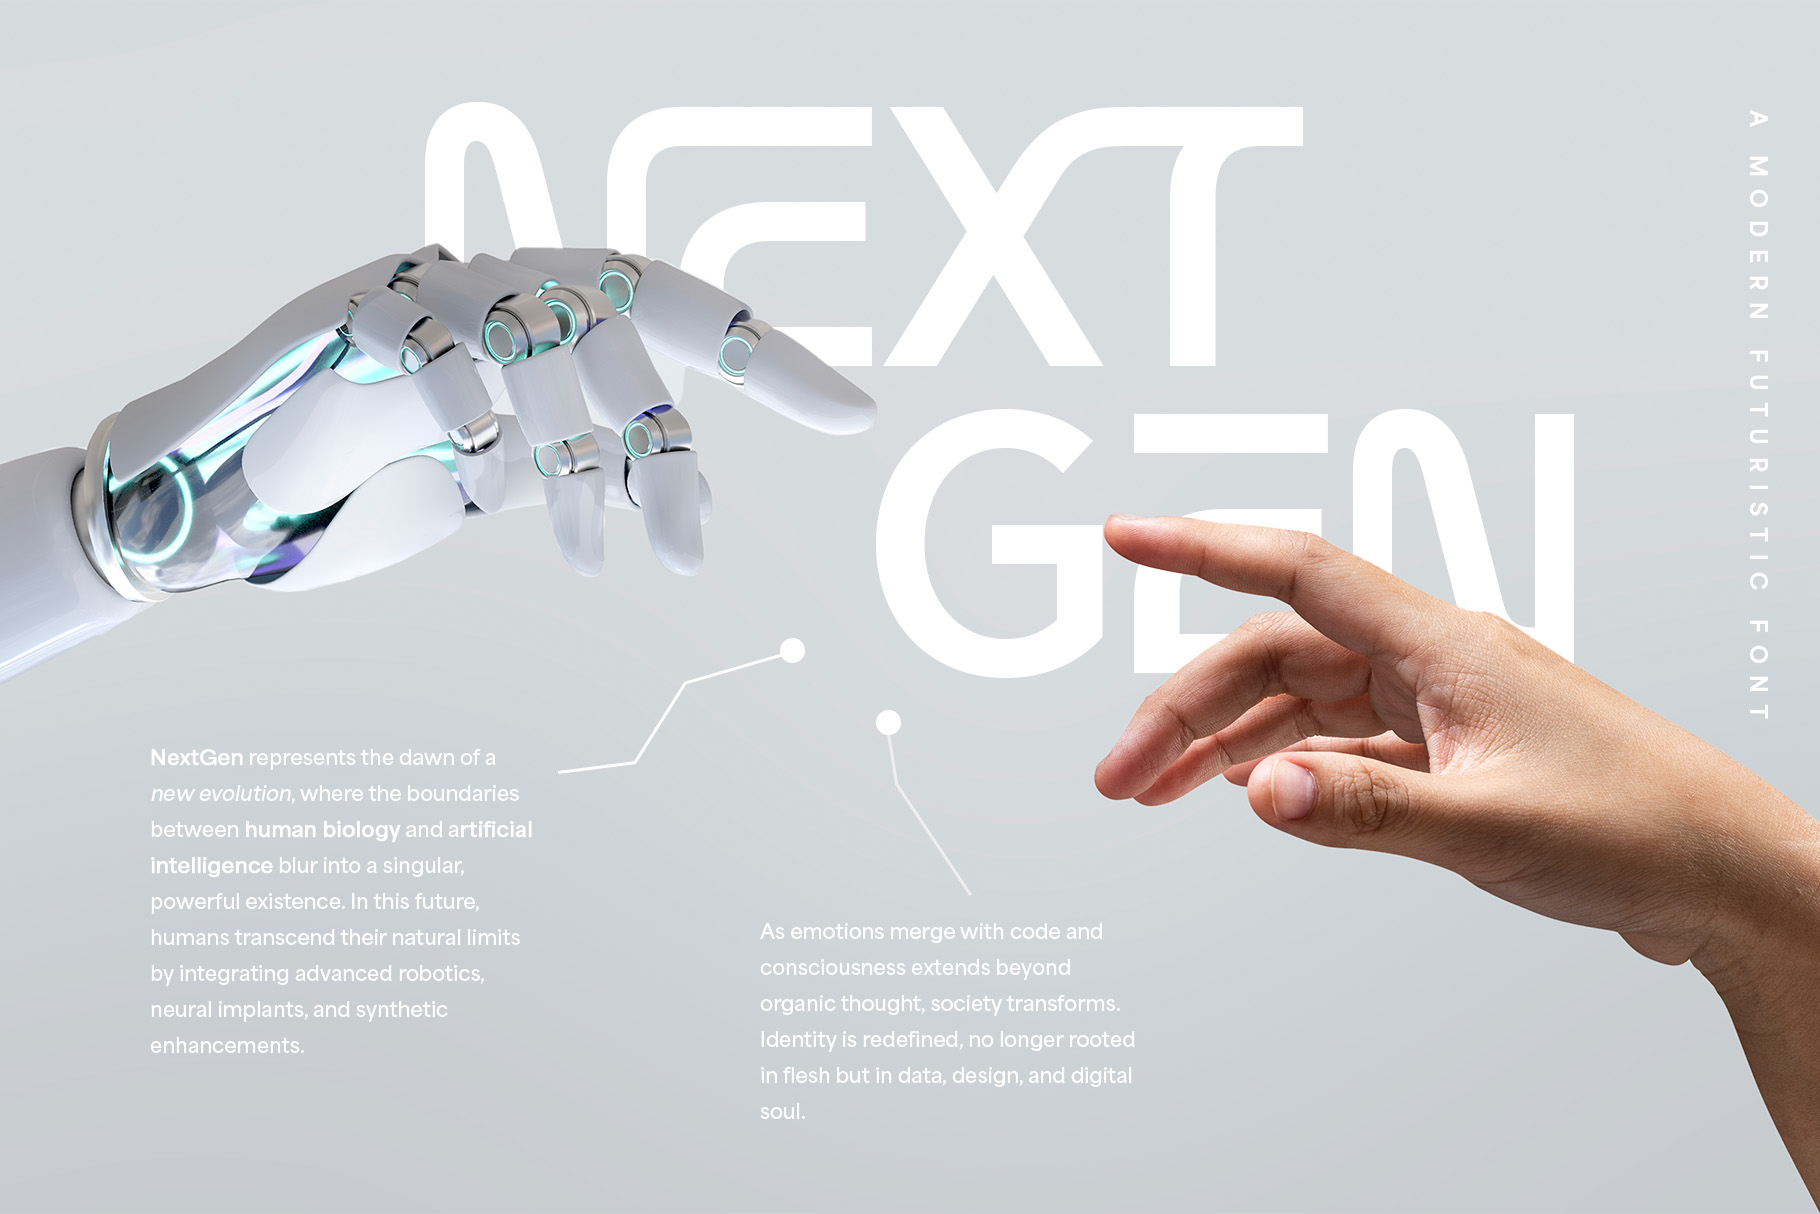 NEXT
GEN
A MODERN FUTURISTIC FONT
NextGen represents the dawn of a
new evolution, where the boundaries
between human biology and artificial
intelligence blur into a singular,
powerful existence. In this future,
humans transcend their natural limits
by integrating advanced robotics,
neural implants, and synthetic
enhancements.
As emotions merge with code and
consciousness extends beyond
organic thought, society transforms.
Identity is redefined, no longer rooted
in flesh but in data, design, and digital
soul.